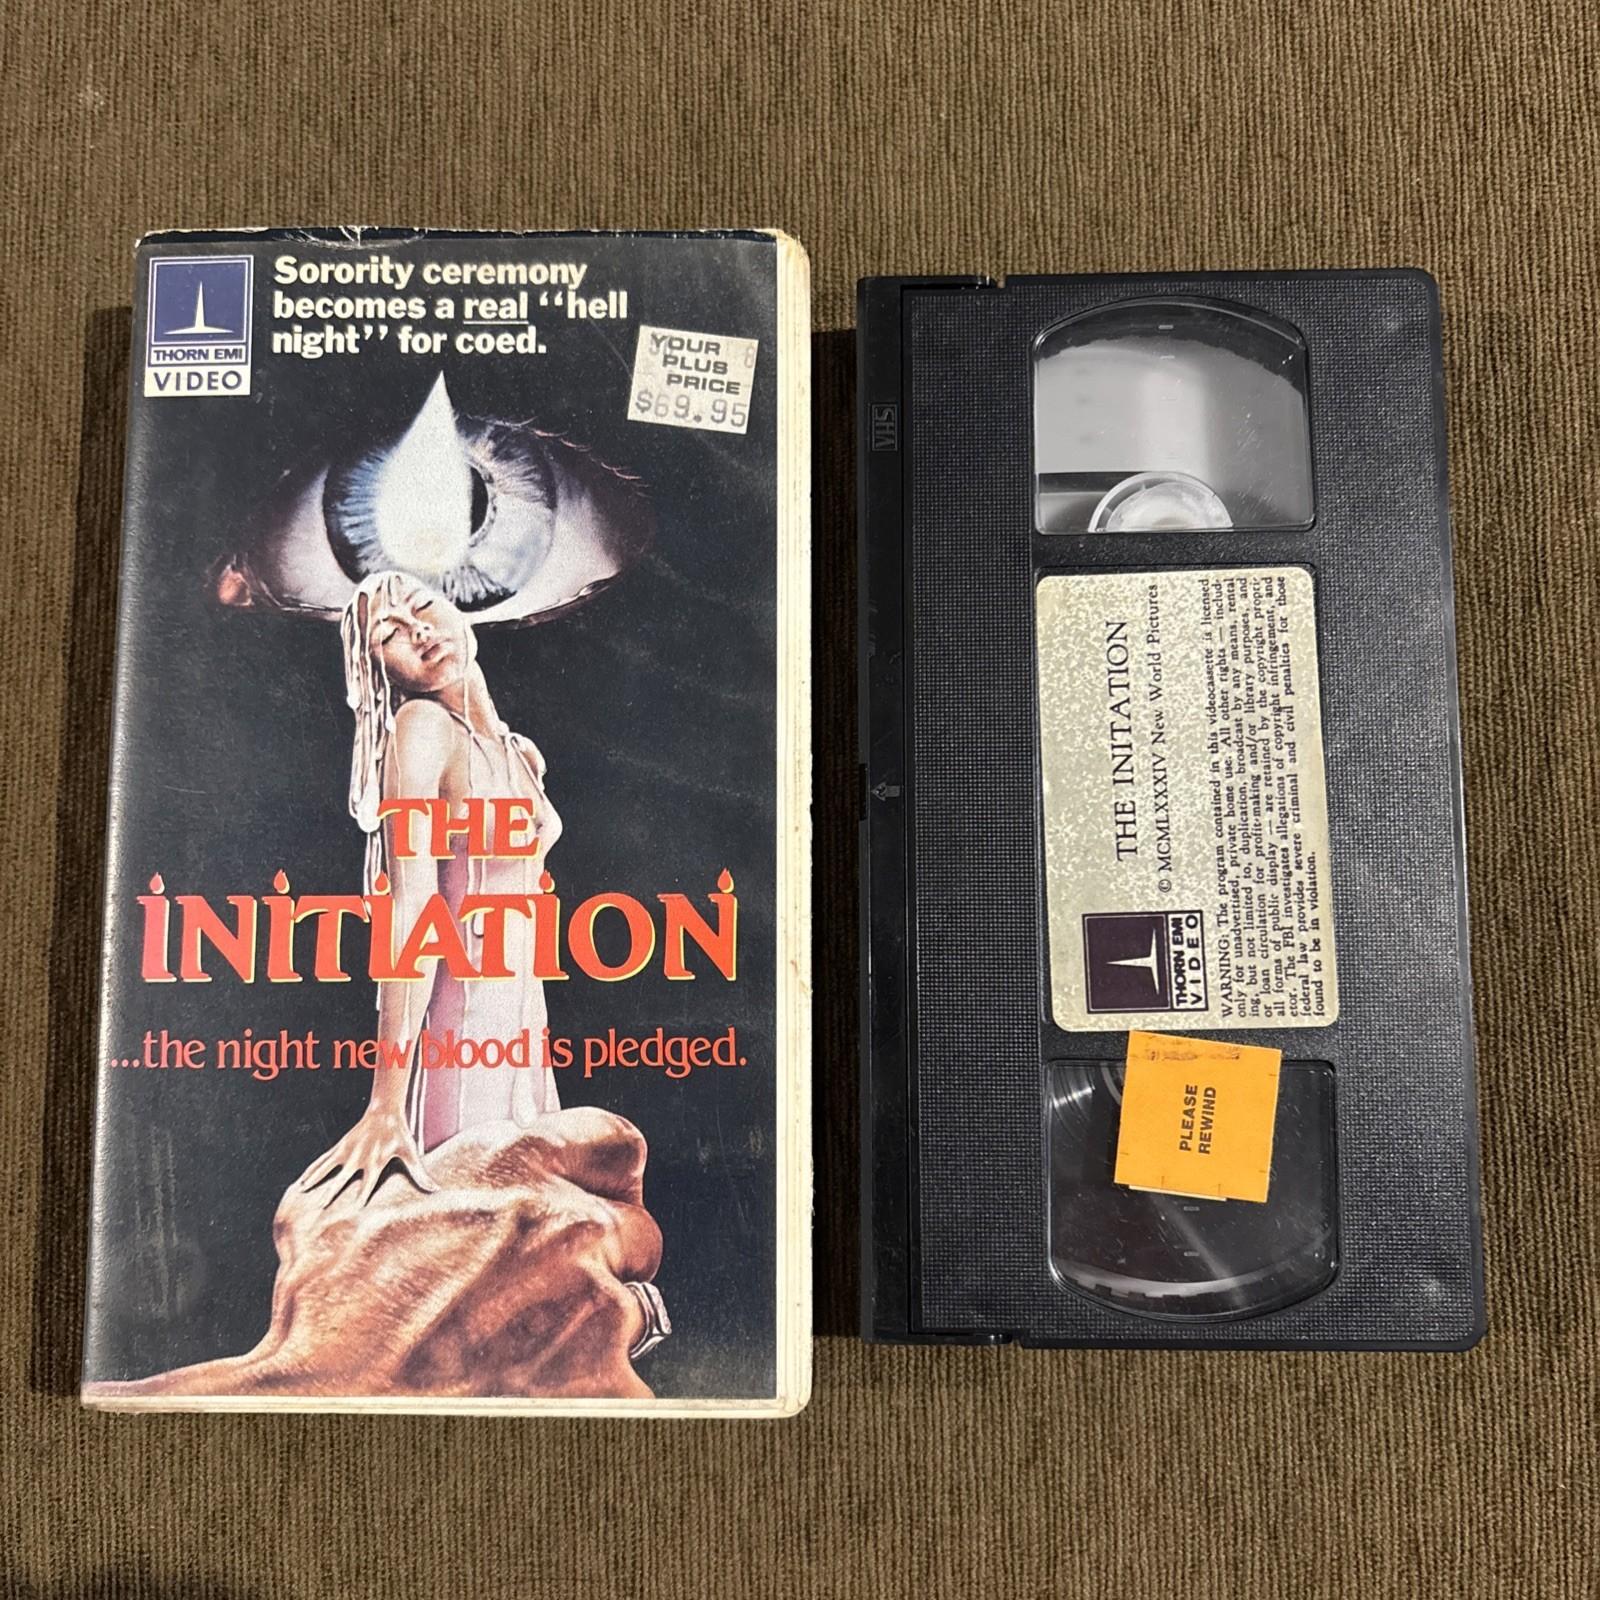 THORN EMI
VIDEO
Sorority ceremony
becomes a real “hell
night” for coed.
YOUR
PLUS
PRICE
$69.95
THE
INITIATION
...the night new blood is pledged.
VHS
THE INITATION
© MCMLXXXIV New World Pictures
THORN EMI
VIDEO
WARNING: The program contained in this videocassette is licensed
only for unadvertised, private home use. All other rights — includ-
ing, but not limited to, duplication, broadcast by any means, rental
or loan circulation for profit-making and/or library purposes, and
all forms of public display — are retained by the copyright propri-
etor. The FBI investigates allegations of copyright infringement, and
federal law provides severe criminal and civil penalties for those
found to be in violation.
PLEASE
REWIND